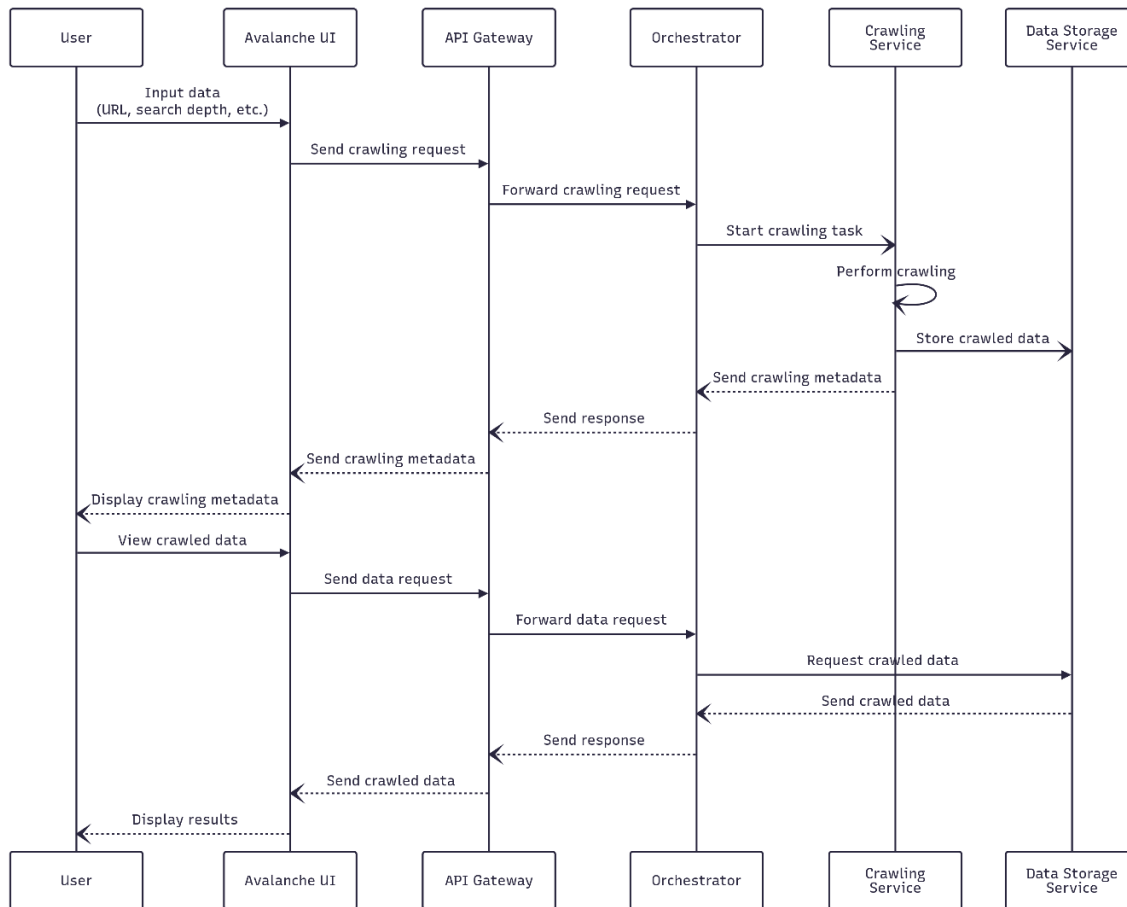 User
Avalanche UI
API Gateway
Orchestrator
Crawling
Service
Data Storage
Service
Input data
(URL, search depth, etc.)
Send crawling request
Forward crawling request
Start crawling task
Perform crawling
Store crawled data
Send crawling metadata
Send response
Send crawling metadata
Display crawling metadata
View crawled data
Send data request
Forward data request
Request crawled data
Send crawled data
Send response
Send crawled data
Display results
User
Avalanche UI
API Gateway
Orchestrator
Crawling
Service
Data Storage
Service